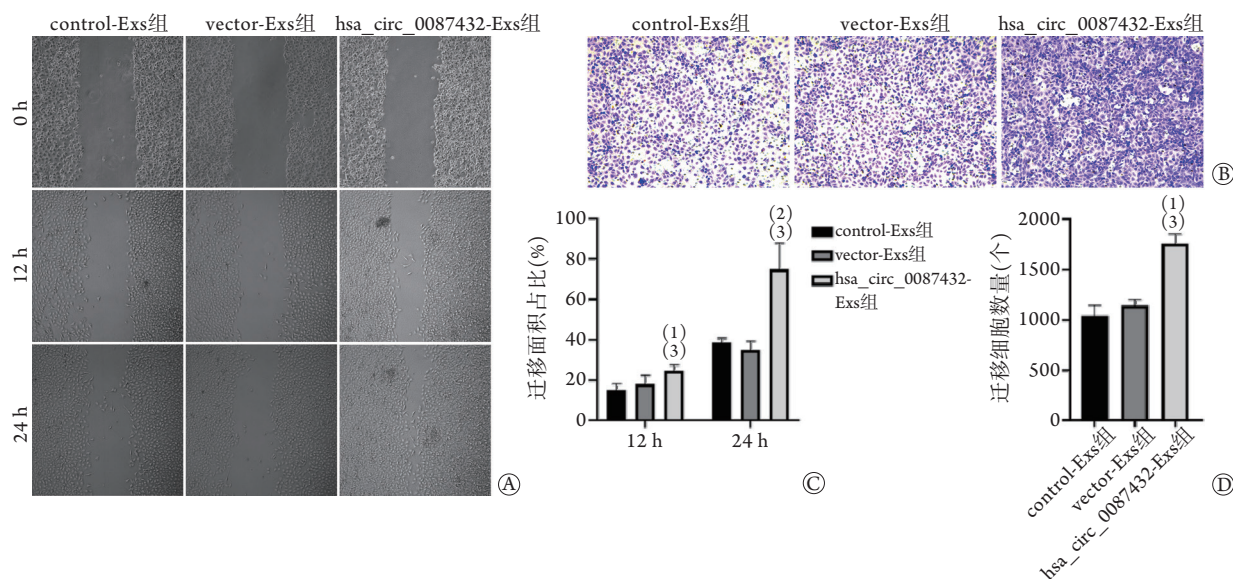 control-Exs组 vector-Exs组 hsa_circ_0087432-Exs组
0 h
12 h
24 h
Ⓐ
control-Exs组 vector-Exs组 hsa_circ_0087432-Exs组
Ⓑ
迁移面积占比(%)
100
80
60
40
20
0
(1)
(3)
(2)
(3)
12 h 24 h
control-Exs组
vector-Exs组
hsa_circ_0087432-
Exs组
Ⓒ
迁移细胞数量(个)
2000
1500
1000
500
0
(1)
(3)
control-Exs组
vector-Exs组
hsa_circ_0087432-Exs组
Ⓓ